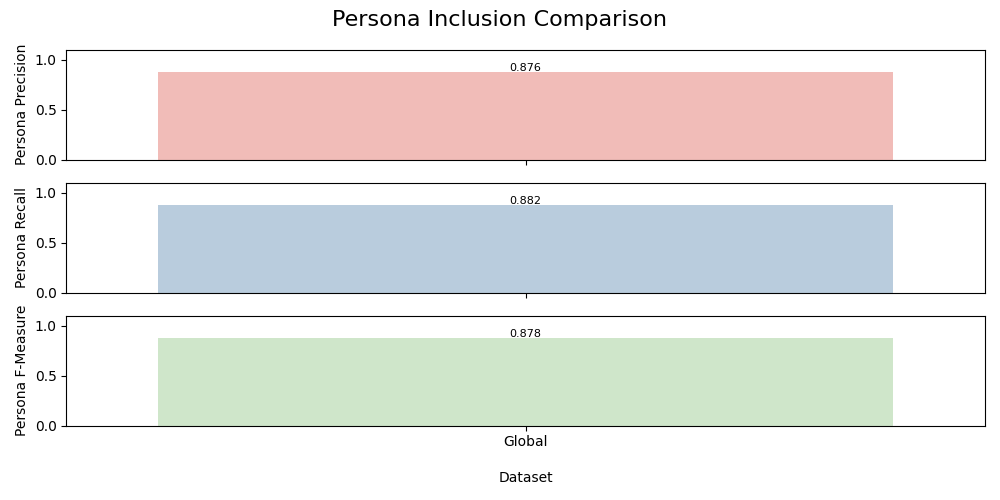 Persona Inclusion Comparison
Persona Precision
1.0
0.5
0.0
0.876
Persona Recall
1.0
0.5
0.0
0.882
Persona F-Measure
1.0
0.5
0.0
0.878
Global
Dataset